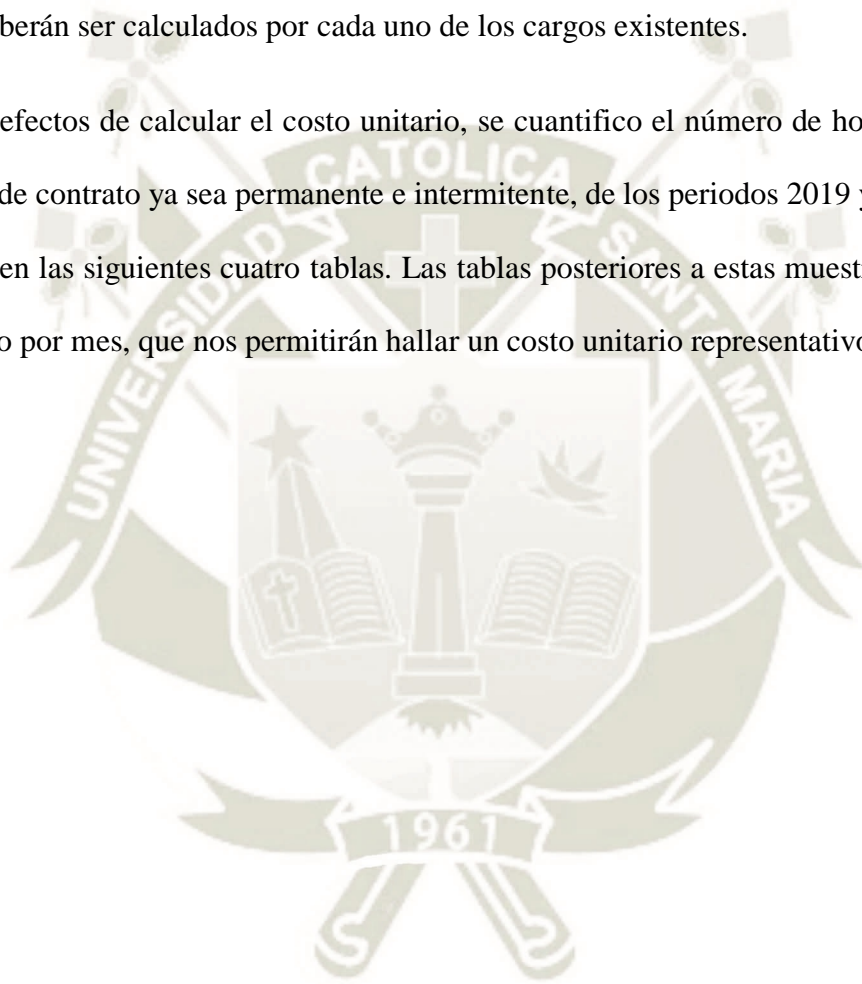 berán ser calculados por cada uno de los cargos existentes.
efectos de calcular el costo unitario, se cuantifico el número de ho
de contrato ya sea permanente e intermitente, de los periodos 2019 y
en las siguientes cuatro tablas. Las tablas posteriores a estas muest
o por mes, que nos permitirán hallar un costo unitario representativo
UNIVERSIDAD CATOLICA SANTA MARIA
1961